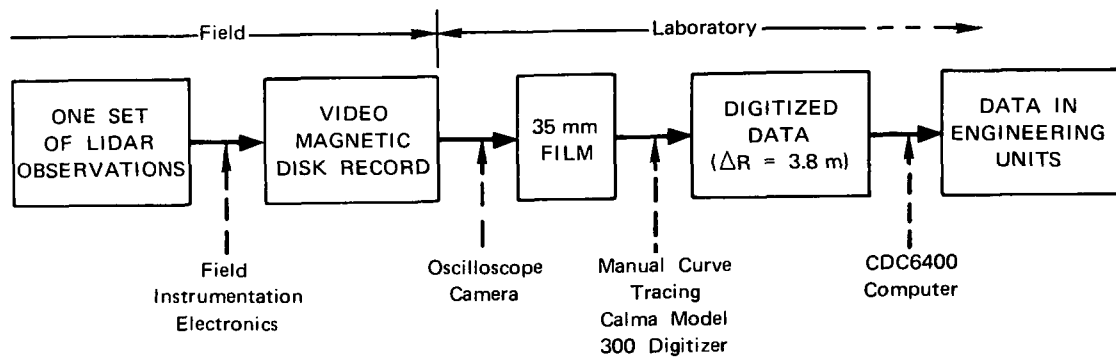 Field
Laboratory
ONE SET
OF LIDAR
OBSERVATIONS
VIDEO
MAGNETIC
DISK RECORD
35 mm
FILM
DIGITIZED
DATA
(ΔR = 3.8 m)
DATA IN
ENGINEERING
UNITS
Field
Instrumentation
Electronics
Oscilloscope
Camera
Manual Curve
Tracing
Calma Model
300 Digitizer
CDC6400
Computer